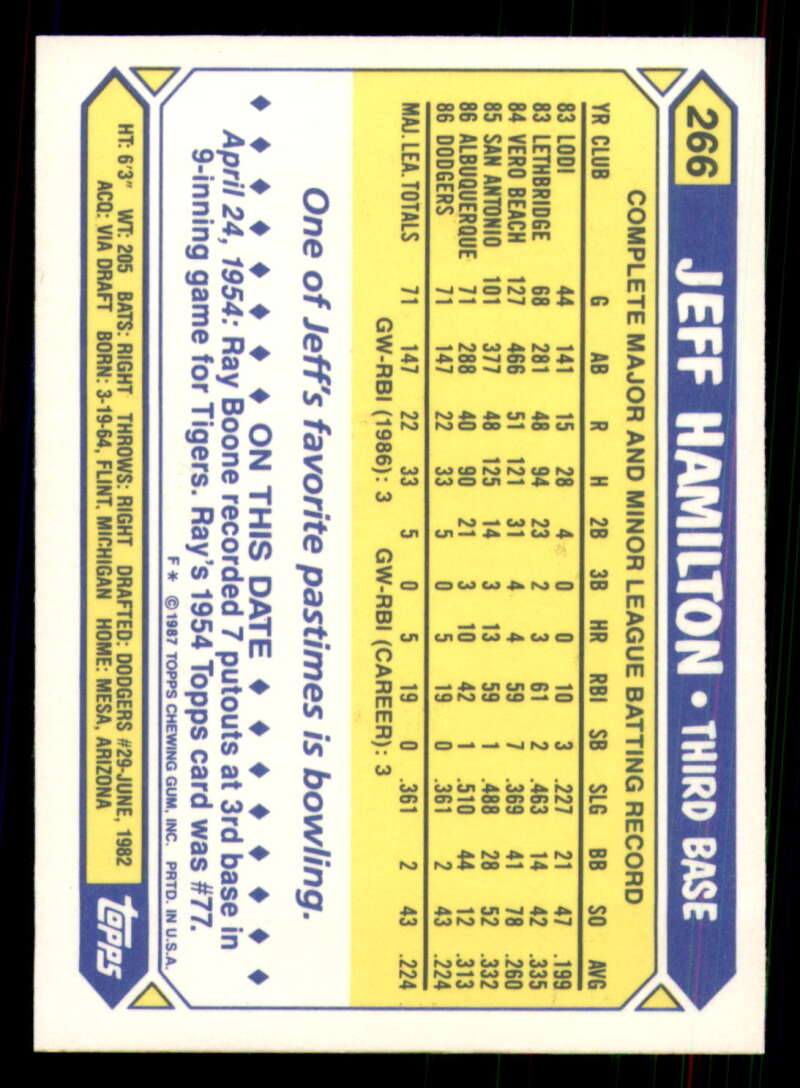 266 JEFF HAMILTON • THIRD BASE
COMPLETE MAJOR AND MINOR LEAGUE BATTING RECORD
YR CLUB G AB R H 2B 3B HR RBI SB SLG BB SO AVG
83 LODI 44 141 15 28 4 0 0 10 3 .227 21 47 .199
83 LETHBRIDGE 68 281 48 94 23 2 3 61 2 .463 14 42 .335
84 VERO BEACH 127 466 51 121 31 4 4 59 7 .369 41 78 .260
85 SAN ANTONIO 101 377 48 125 14 3 13 59 1 .488 28 52 .332
86 ALBUQUERQUE 71 288 40 90 21 3 10 42 1 .510 44 12 .313
86 DODGERS 71 147 22 33 5 0 5 19 0 .361 2 43 .224
MAJ. LEA. TOTALS 71 147 22 33 5 0 5 19 0 .361 2 43 .224
GW-RBI (1986): 3 GW-RBI (CAREER): 3
One of Jeff's favorite pastimes is bowling.
♦ ♦ ♦ ♦ ♦ ♦ ♦ ♦ ON THIS DATE ♦ ♦ ♦ ♦ ♦ ♦ ♦ ♦
April 24, 1954: Ray Boone recorded 7 putouts at 3rd base in
9-inning game for Tigers. Ray's 1954 Topps card was #77.
F* ©1987 TOPPS CHEWING GUM, INC. PRTD. IN U.S.A.
HT: 6'3" WT: 205 BATS: RIGHT THROWS: RIGHT DRAFTED: DODGERS #29-JUNE, 1982
ACQ: VIA DRAFT BORN: 3-19-64, FLINT, MICHIGAN HOME: MESA, ARIZONA
topps